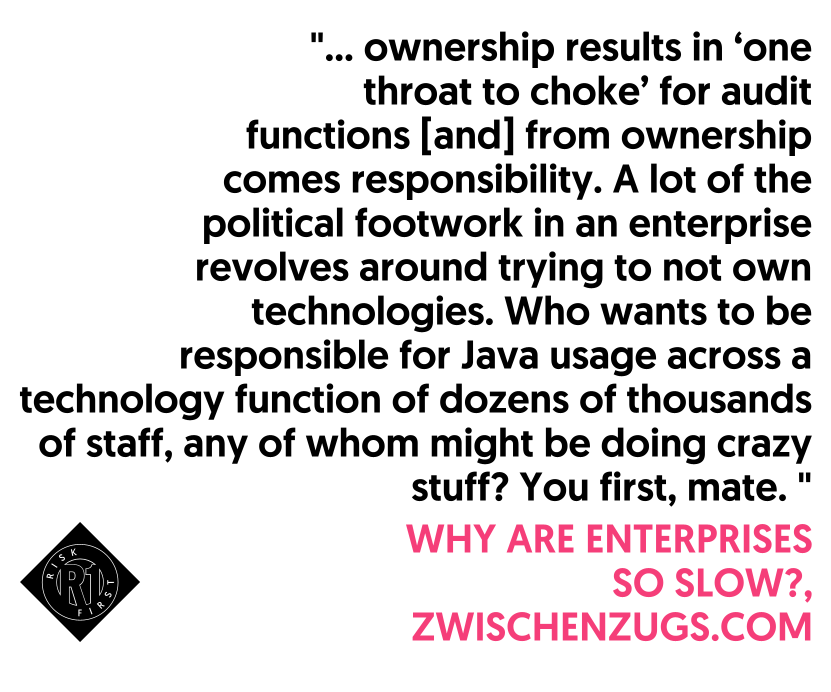 "... ownership results in ‘one
throat to choke’ for audit
functions [and] from ownership
comes responsibility. A lot of the
political footwork in an enterprise
revolves around trying to not own
technologies. Who wants to be
responsible for Java usage across a
technology function of dozens of thousands
of staff, any of whom might be doing crazy
stuff? You first, mate. "
WHY ARE ENTERPRISES
SO SLOW?,
ZWISCHENZUGS.COM
RISK
R1
FIRST